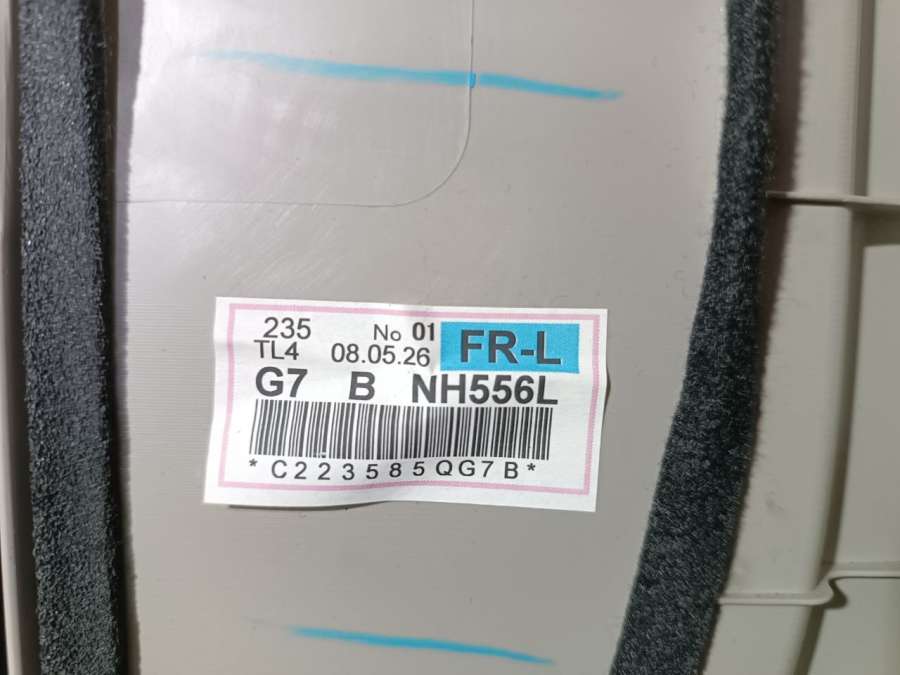 235 No 01 FR-L
TL4 08.05.26
G7 B NH556L
*C223585QG7B*